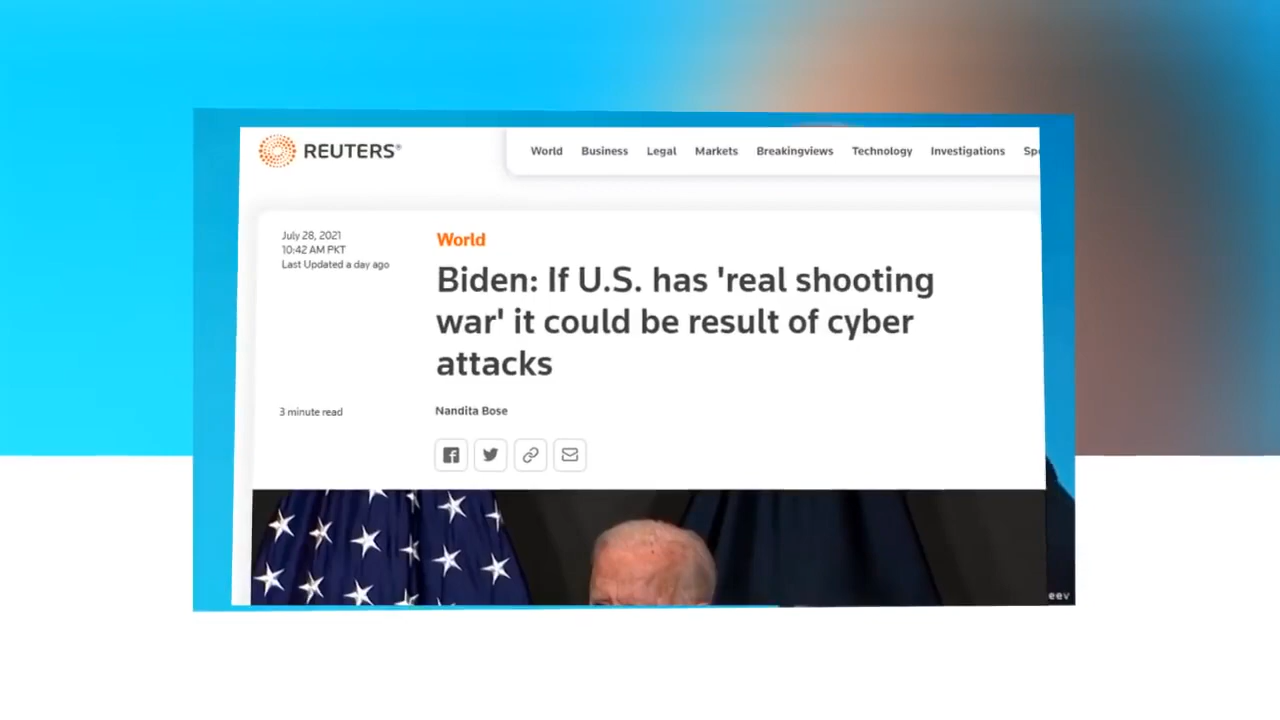 REUTERS®
World Business Legal Markets Breakingviews Technology Investigations
July 28, 2021
10:42 AM PKT
Last Updated a day ago
World
Biden: If U.S. has 'real shooting
war' it could be result of cyber
attacks
3 minute read
Nandita Bose